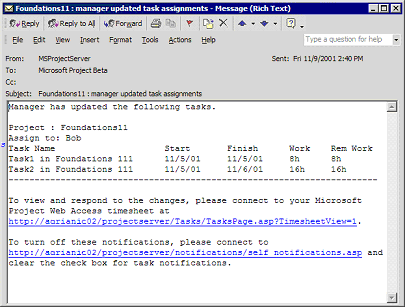 Foundations11 : manager updated task assignments - Message (Rich Text)
Reply Reply to All Forward
File Edit View Insert Format Tools Actions Help Type a question for help
From: MSProjectServer Sent: Fri 11/9/2001 2:40 PM
To: Microsoft Project Beta
Cc:
Subject: Foundations11 : manager updated task assignments
Manager has updated the following tasks.
Project : Foundations11
Assign to: Bob
Task Name Start Finish Work Rem Work
Task1 in Foundations 111 11/5/01 11/5/01 8h 8h
Task2 in Foundations 111 11/5/01 11/6/01 16h 16h
--------------------------------------------------------------------
To view and respond to the changes, please connect to your Microsoft
Project Web Access timesheet at
http://agrianic02/projectserver/Tasks/TasksPage.asp?TimesheetView=1.
To turn off these notifications, please connect to
http://agrianic02/projectserver/notifications/self_notifications.asp and
clear the check box for task notifications.